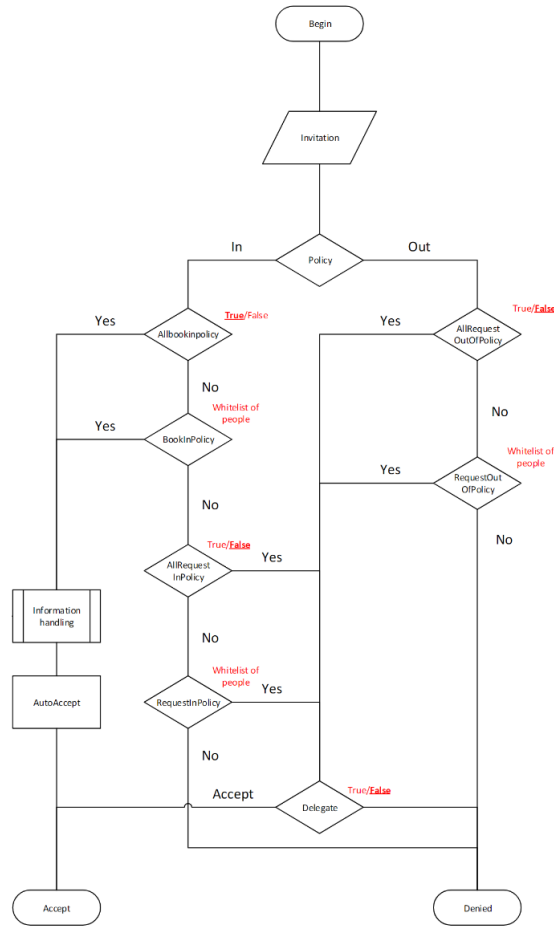 Begin
Invitation
In
Policy
Out
Yes
Allbookinpolicy
True/False
Yes
AllRequest
OutOfPolicy
True/False
No
Yes
BookInPolicy
Whitelist of
people
No
Yes
RequestOut
OfPolicy
Whitelist of
people
No
No
AllRequest
InPolicy
True/False
Yes
Information
handling
No
AutoAccept
RequestInPolicy
Whitelist of
people
Yes
No
Accept
Delegate
True/False
Accept
Denied